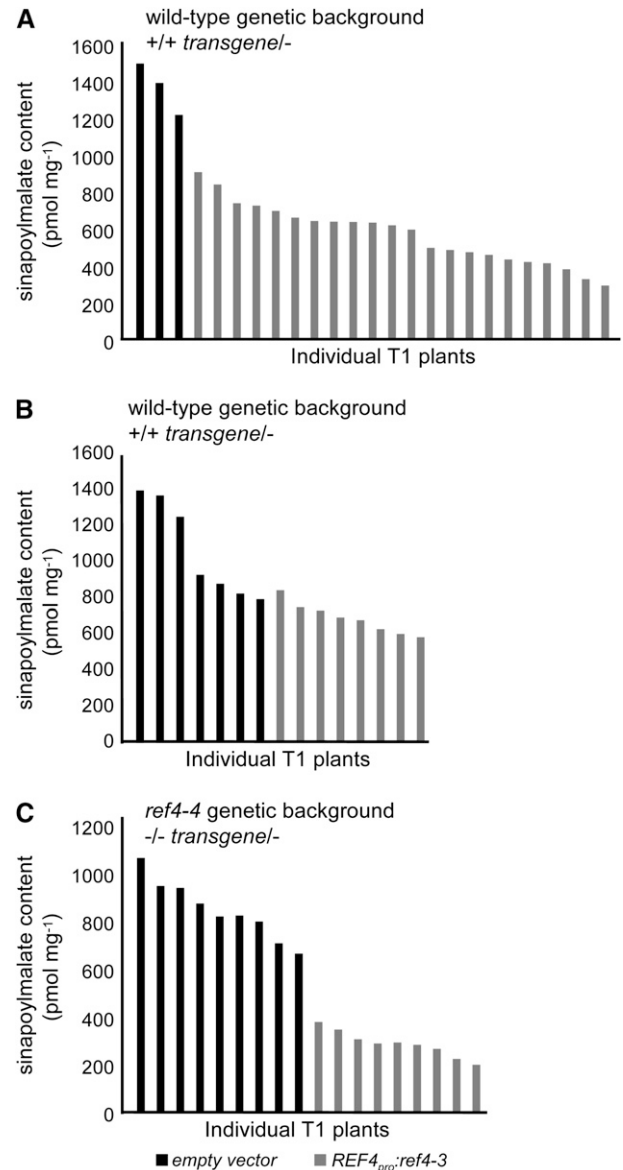 A
wild-type genetic background
+/+ transgene/-
sinapoylmalate content
(pmol mg-1)
1600
1400
1200
1000
800
600
400
200
0
Individual T1 plants
B
wild-type genetic background
+/+ transgene/-
sinapoylmalate content
(pmol mg-1)
1600
1400
1200
1000
800
600
400
200
0
Individual T1 plants
C
ref4-4 genetic background
-/- transgene/-
sinapoylmalate content
(pmol mg-1)
1200
1000
800
600
400
200
0
Individual T1 plants
empty vector REF4pro:ref4-3